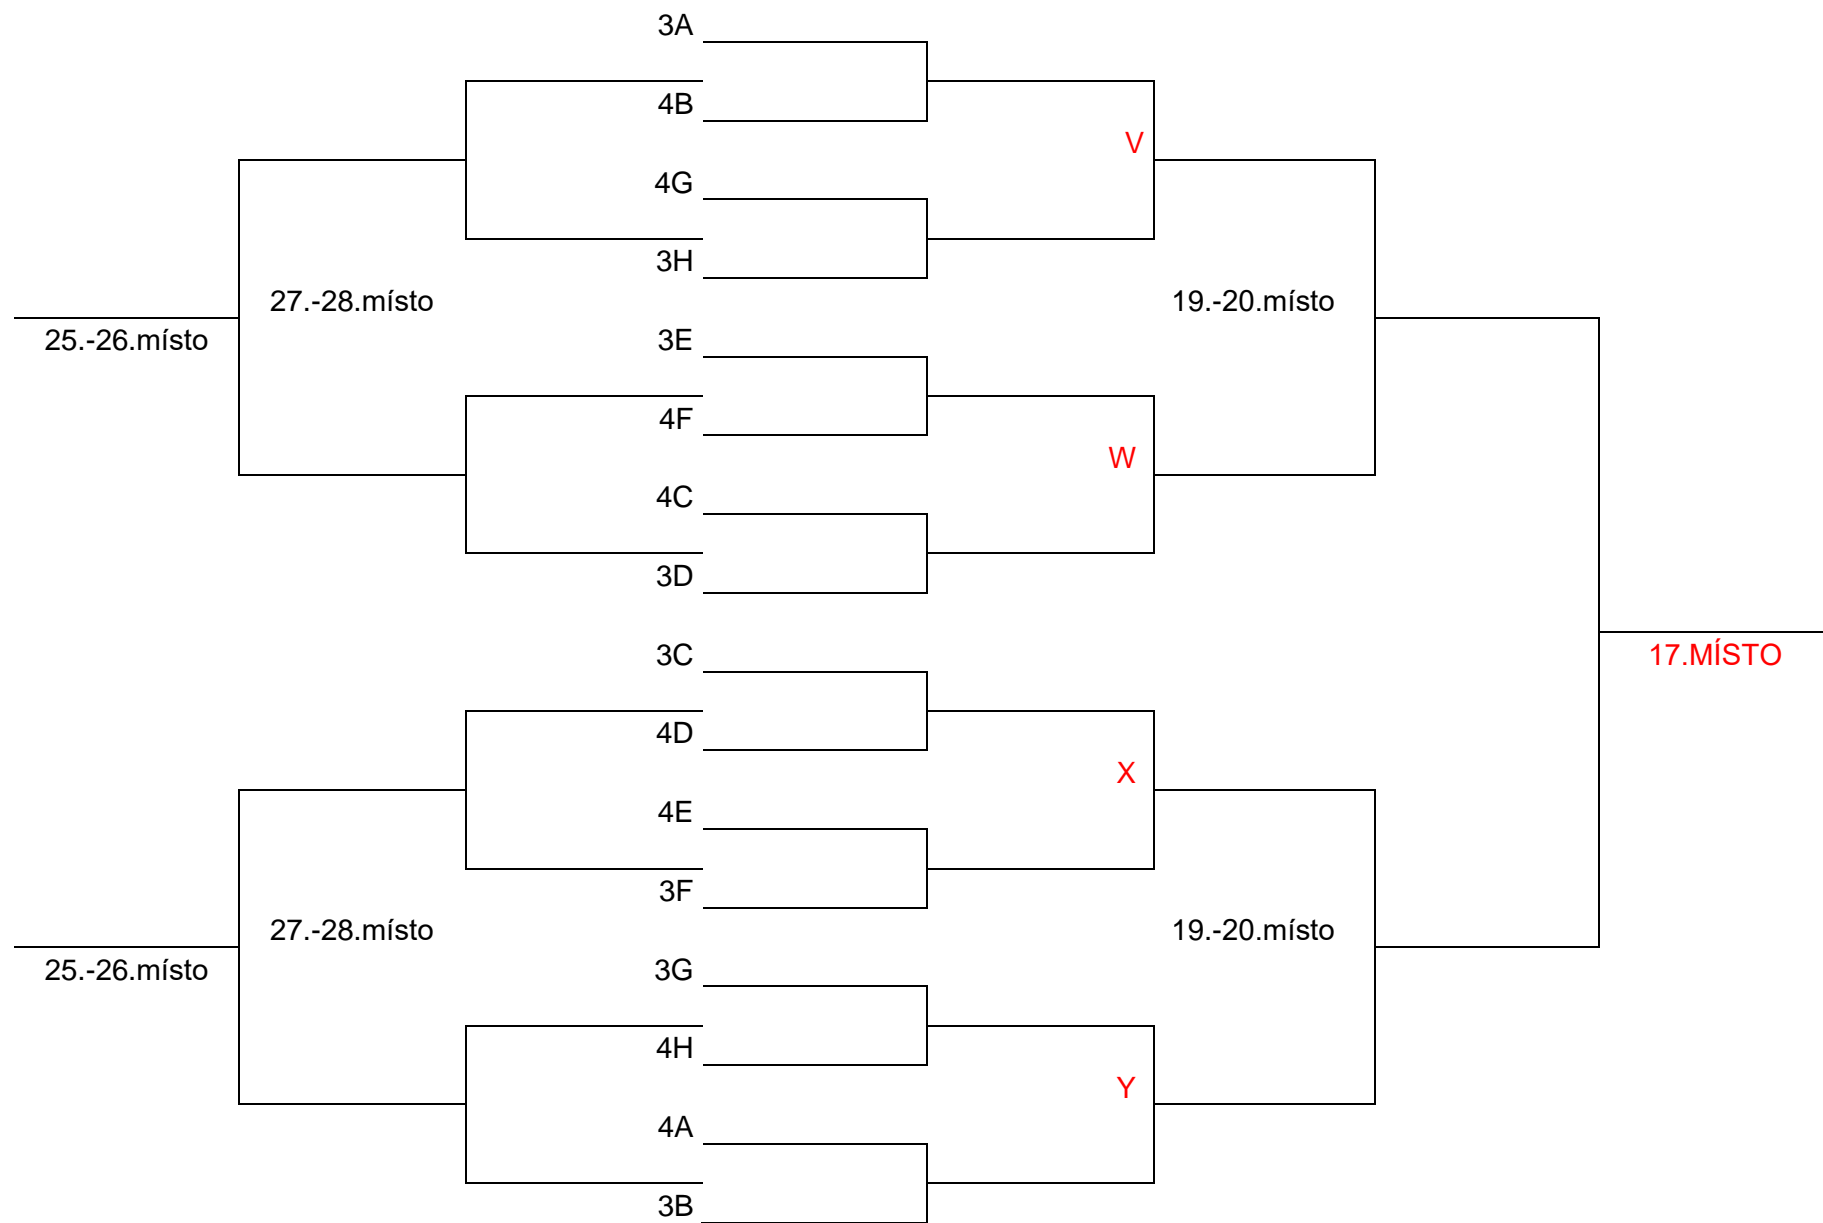 3A
4B
V
4G
3H
27.-28.místo
19.-20.místo
25.-26.místo
3E
4F
W
4C
3D
3C
17.MÍSTO
4D
X
4E
3F
27.-28.místo
19.-20.místo
25.-26.místo
3G
4H
Y
4A
3B